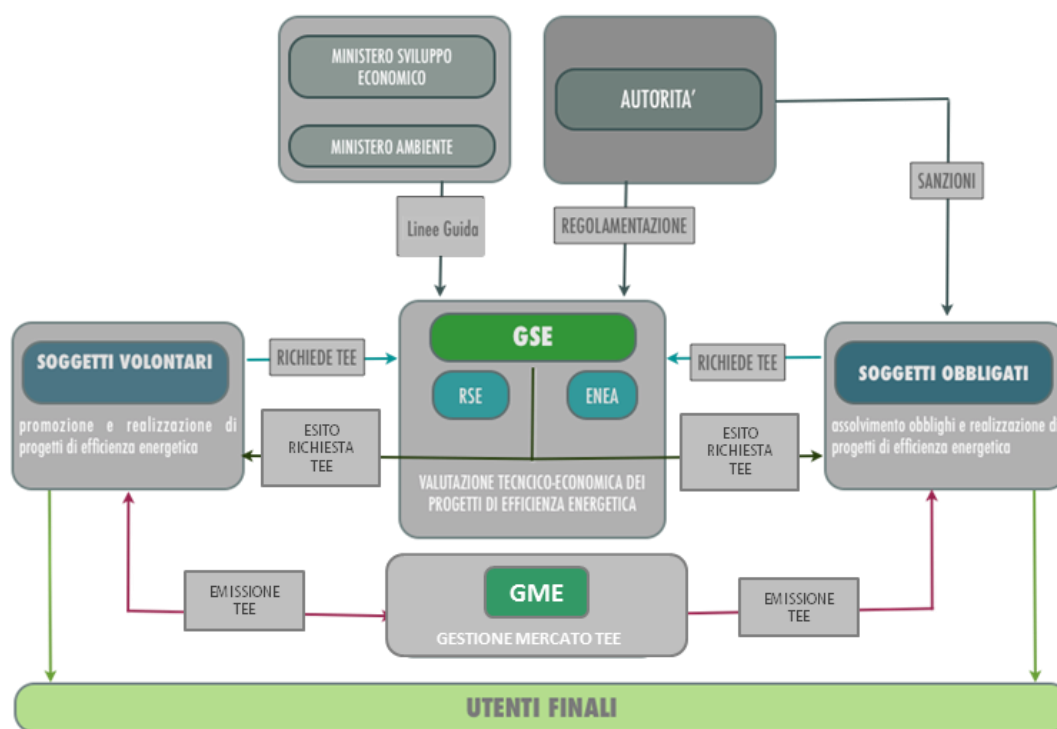 MINISTERO SVILUPPO
ECONOMICO
MINISTERO AMBIENTE
AUTORITA'
Linee Guida
REGOLAMENTAZIONE
SANZIONI
SOGGETTI VOLONTARI
promozione e realizzazione di
progetti di efficienza energetica
RICHIEDE TEE
GSE
RSE
ENEA
VALUTAZIONE TECNCICO-ECONOMICA DEI
PROGETTI DI EFFICIENZA ENERGETICA
RICHIEDE TEE
SOGGETTI OBBLIGATI
assolvimento obblighi e realizzazione di
progetti di efficienza energetica
ESITO
RICHIESTA
TEE
ESITO
RICHIESTA
TEE
EMISSIONE
TEE
GME
GESTIONE MERCATO TEE
EMISSIONE
TEE
UTENTI FINALI